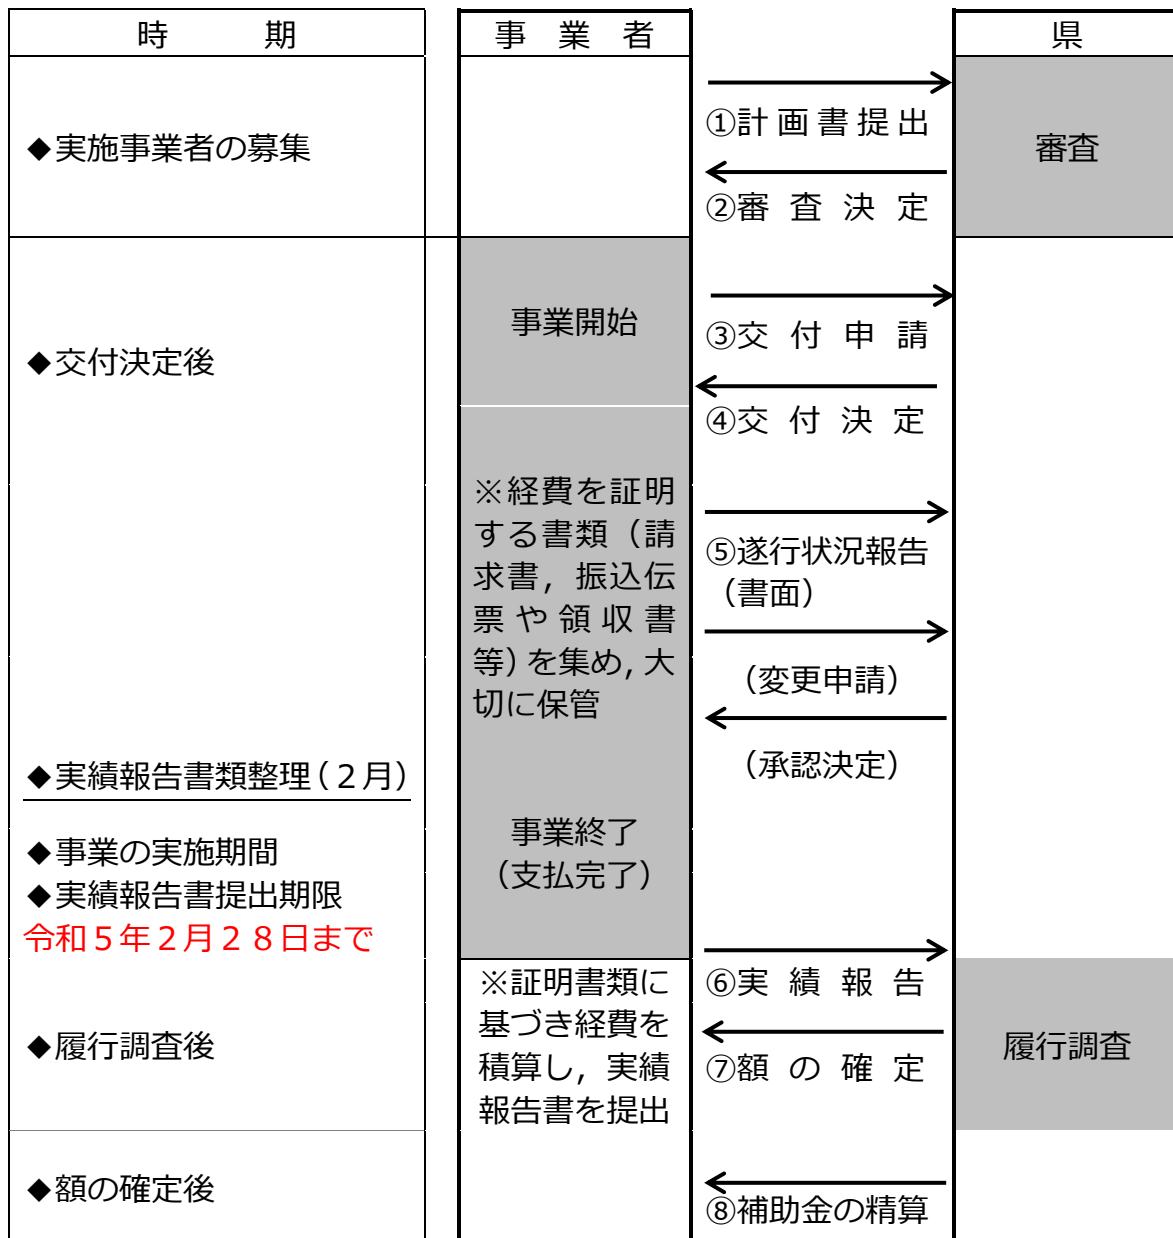 時　期
事　業　者
県
◆実施事業者の募集
①計画書提出
②審査決定
審査
◆交付決定後
事業開始
③交付申請
④交付決定
※経費を証明
する書類（請
求書，振込伝
票や領収書
等）を集め，大
切に保管
⑤遂行状況報告
（書面）
（変更申請）
（承認決定）
◆実績報告書類整理（２月）
◆事業の実施期間
◆実績報告書提出期限
令和５年２月２８日まで
事業終了
（支払完了）
⑥実績報告
※証明書類に
基づき経費を
積算し，実績
報告書を提出
◆履行調査後
⑦額の確定
履行調査
◆額の確定後
⑧補助金の精算